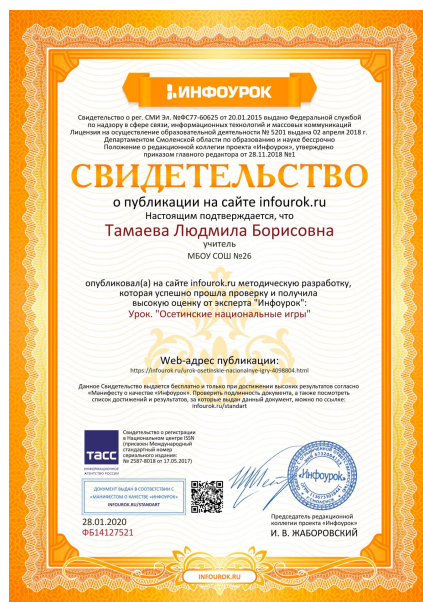 ИНФОУРОК
Свидетельство о рег. СМИ Эл. №ФС77-60625 от 20.01.2015 выдано Федеральной службой
по надзору в сфере связи, информационных технологий и массовых коммуникаций
Лицензия на осуществление образовательной деятельности № 5201 выдана 02 апреля 2018 г.
Департаментом Смоленской области по образованию и науке бессрочно
Положение о редакционной коллегии проекта «Инфоурок», утверждено
приказом главного редактора от 28.11.2018 №1
СВИДЕТЕЛЬСТВО
о публикации на сайте infourok.ru
Настоящим подтверждается, что
Тамаева Людмила Борисовна
учитель
МБОУ СОШ №26
опубликовал(а) на сайте infourok.ru методическую разработку,
которая успешно прошла проверку и получила
высокую оценку от эксперта "Инфоурок":
Урок. "Осетинские национальные игры"
Web-адрес публикации:
https://infourok.ru/urok-osetinskie-nacionalnye-igry-4098804.html
Данное Свидетельство выдается бесплатно и только при достижении высоких результатов согласно
«Манифесту о качестве «Инфоурок». Проверить подлинность документа, а также посмотреть
список достижений и результатов, за которые выдан данный документ, можно по ссылке:
infourok.ru/standart
ТАСС
ИНФОРМАЦИОННОЕ
АГЕНТСТВО РОССИИ
Свидетельство о регистрации
в Национальном центре ISSN
(присвоен Международный
стандартный номер
сериального издания:
№ 2587-8018 от 17.05.2017)
ДОКУМЕНТ ВЫДАН В СООТВЕТСТВИИ С
«МАНИФЕСТОМ О КАЧЕСТВЕ «ИНФОУРОК»
INFOUROK.RU/STANDART
28.01.2020
ФБ14127521
«Инфоурок»
Председатель редакционной
коллегии проекта «Инфоурок»
И. В. ЖАБОРОВСКИЙ
INFOUROK.RU